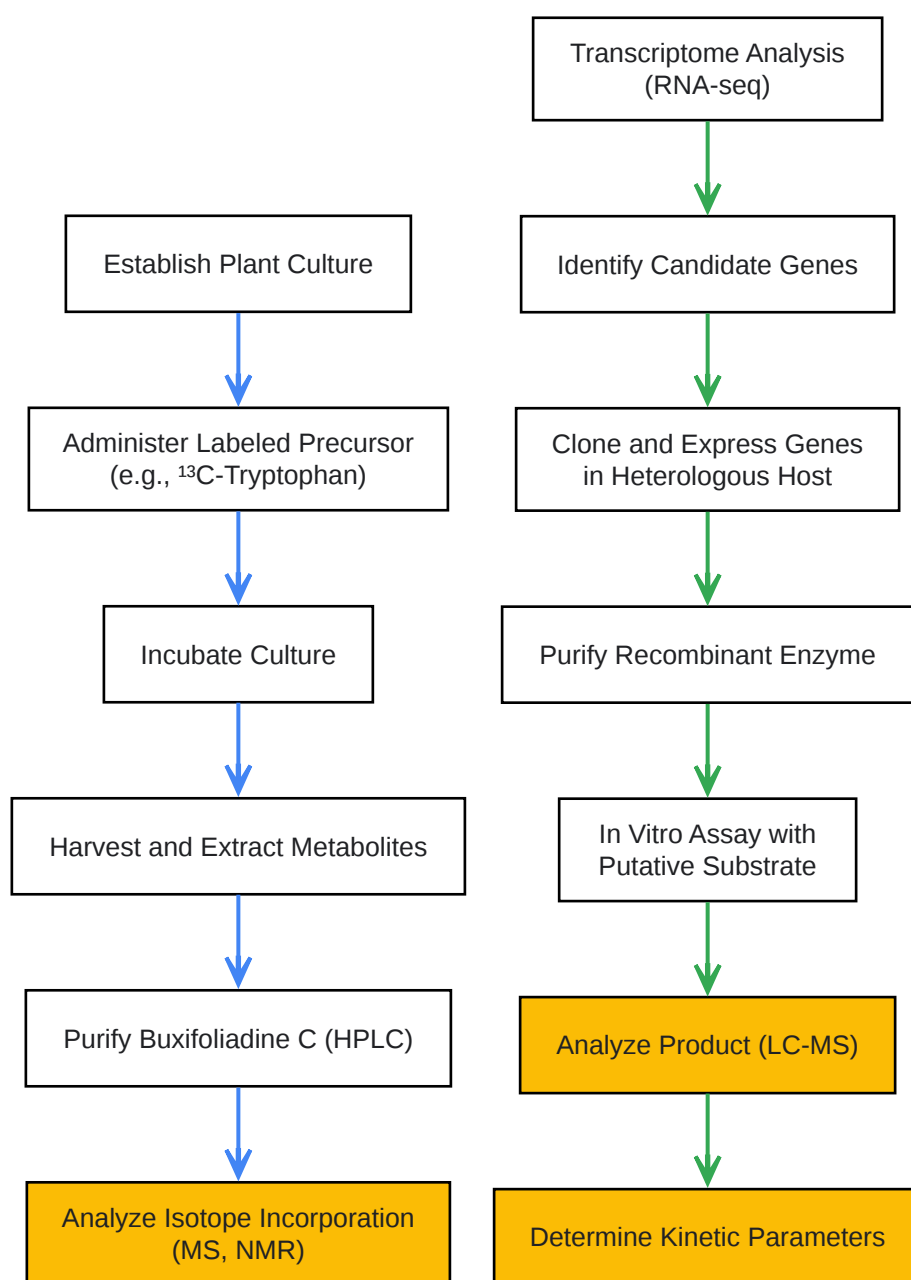 Establish Plant Culture
Administer Labeled Precursor
(e.g., ¹³C-Tryptophan)
Incubate Culture
Harvest and Extract Metabolites
Purify Buxifoliadine C (HPLC)
Analyze Isotope Incorporation
(MS, NMR)
Transcriptome Analysis
(RNA-seq)
Identify Candidate Genes
Clone and Express Genes
in Heterologous Host
Purify Recombinant Enzyme
In Vitro Assay with
Putative Substrate
Analyze Product (LC-MS)
Determine Kinetic Parameters